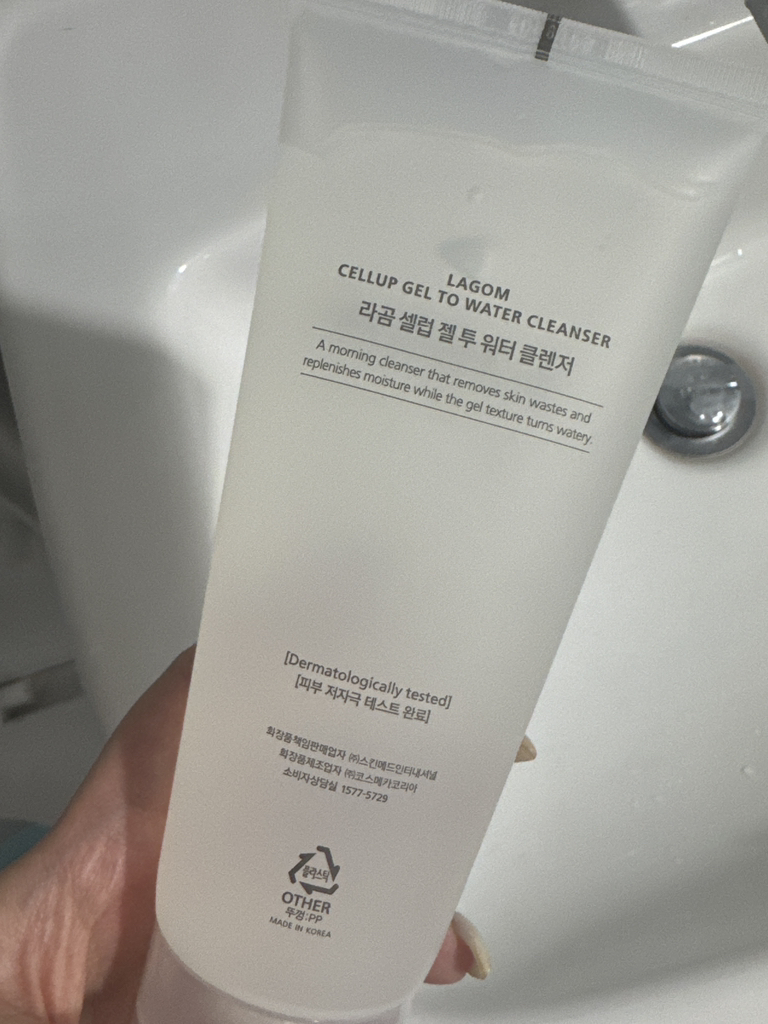 LAGOM
CELLUP GEL TO WATER CLEANSER
라곰 셀럽 젤 투 워터 클렌저
A morning cleanser that removes skin wastes and
replenishes moisture while the gel texture turns watery.
[Dermatologically tested]
[피부 저자극 테스트 완료]
화장품책임판매업자 ㈜스킨메드인터내셔널
화장품제조업자 ㈜코스메카코리아
소비자상담실 1577-5729
플라스틱
OTHER
뚜껑:PP
MADE IN KOREA